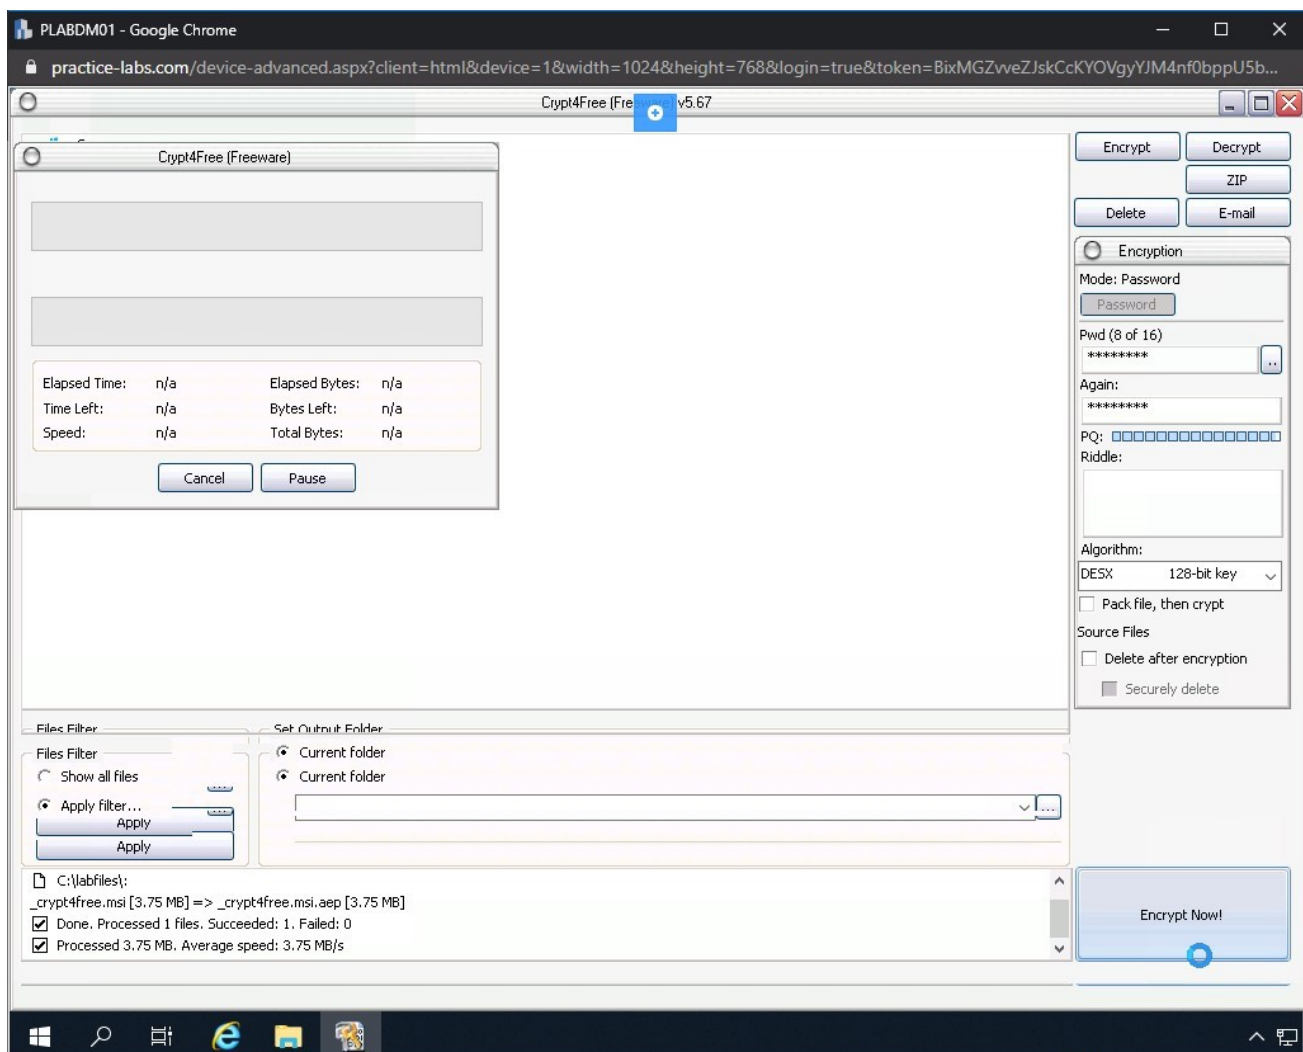 PLABDM01 - Google Chrome
practice-labs.com/device-advanced.aspx?client=html&device=1&width=1024&height=768&login=true&token=BixMGZvveZJskCcKYOVgyYJM4nf0bppU5b...
Crypt4Free (Freeware) v5.67
Crypt4Free (Freeware)
Elapsed Time: n/a Elapsed Bytes: n/a
Time Left: n/a Bytes Left: n/a
Speed: n/a Total Bytes: n/a
Cancel Pause
Encrypt Decrypt
ZIP
Delete E-mail
Encryption
Mode: Password
Password
Pwd (8 of 16)
********
..
Again:
********
PQ:
Riddle:
Algorithm:
DESX 128-bit key
Pack file, then crypt
Source Files
Delete after encryption
Securely delete
Files Filter Set Output Folder
Files Filter
Current folder
Show all files
Current folder
...
Apply filter...
...
...
Apply
Apply
C:\labfiles\:
_crypt4free.msi [3.75 MB] => _crypt4free.msi.aep [3.75 MB]
Done. Processed 1 files. Succeeded: 1. Failed: 0
Processed 3.75 MB. Average speed: 3.75 MB/s
Encrypt Now!